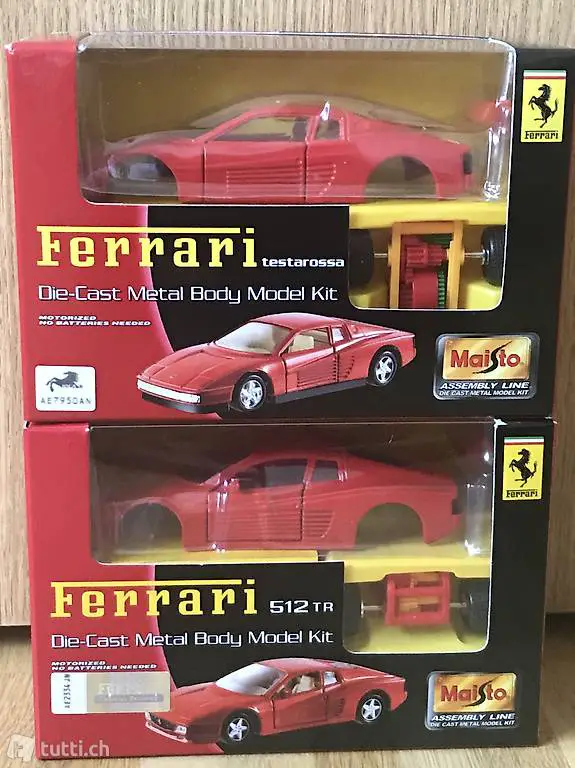 Ferrari
Ferrari testarossa
Die-Cast Metal Body Model Kit
MOTORIZED
NO BATTERIES NEEDED
AE7950AN
Maisto
ASSEMBLY LINE
DIE CAST METAL MODEL KIT
Ferrari
Ferrari 512 TR
Die-Cast Metal Body Model Kit
MOTORIZED
NO BATTERIES NEEDED
AE2334 JN
Maisto
ASSEMBLY LINE
DIE CAST METAL MODEL KIT
tutti.ch